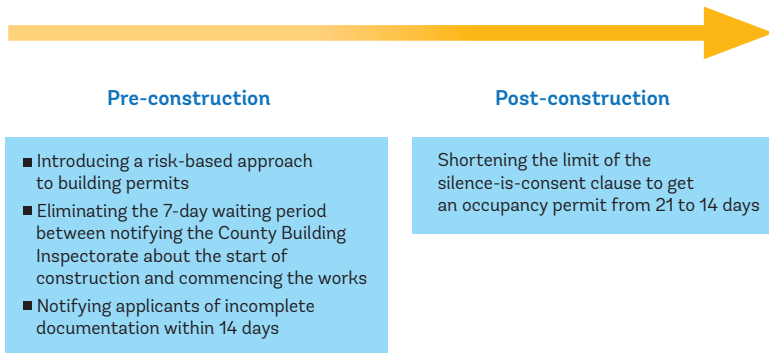 Pre-construction
■ Introducing a risk-based approach
to building permits
■ Eliminating the 7-day waiting period
between notifying the County Building
Inspectorate about the start of
construction and commencing the works
■ Notifying applicants of incomplete
documentation within 14 days
Post-construction
Shortening the limit of the
silence-is-consent clause to get
an occupancy permit from 21 to 14 days